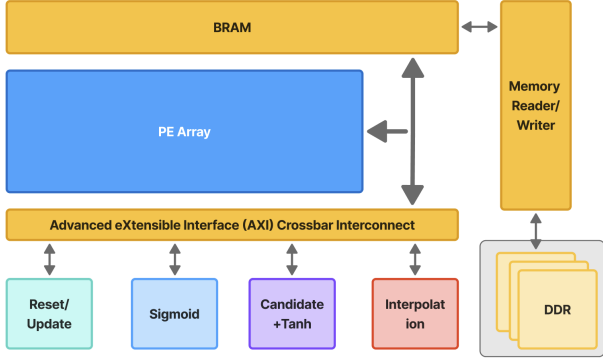 BRAM
Memory
Reader/
Writer
PE Array
Advanced eXtensible Interface (AXI) Crossbar Interconnect
Reset/
Update
Sigmoid
Candidate
+Tanh
Interpolat
ion
DDR